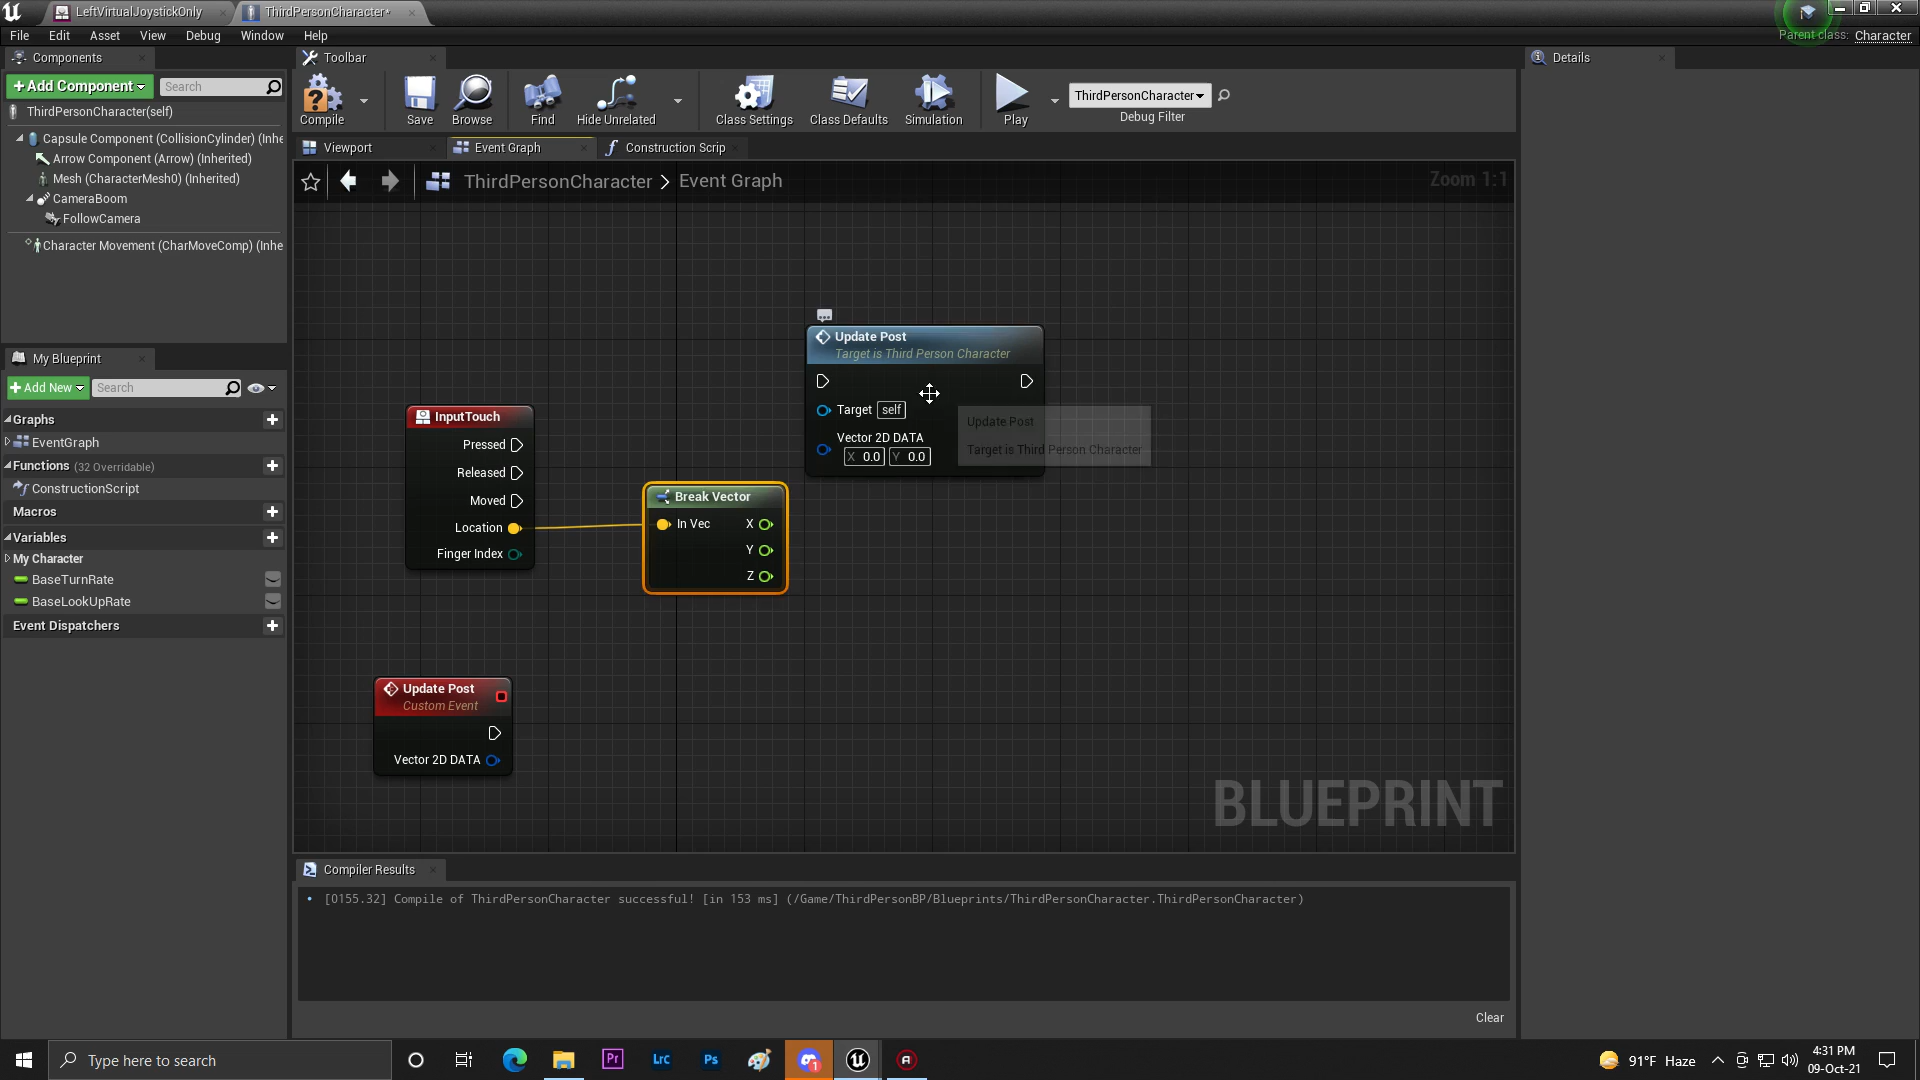 LeftVirtualJoystickOnly
ThirdPersonCharacter*
File Edit Asset View Debug Window Help
Parent class: Character
Components
Add Component
Search
ThirdPersonCharacter(self)
Capsule Component (CollisionCylinder) (Inhe
Arrow Component (Arrow) (Inherited)
Mesh (CharacterMesh0) (Inherited)
CameraBoom
FollowCamera
Character Movement (CharMoveComp) (Inhe
My Blueprint
Add New
Search
Graphs
EventGraph
Functions (32 Overridable)
ConstructionScript
Macros
Variables
My Character
BaseTurnRate
BaseLookUpRate
Event Dispatchers
Toolbar
Compile
Save
Browse
Find
Hide Unrelated
Class Settings
Class Defaults
Simulation
Play
ThirdPersonCharacter
Debug Filter
Viewport
Event Graph
Construction Scrip
ThirdPersonCharacter > Event Graph
Zoom 1:1
Update Post
Target is Third Person Character
Target self
Vector 2D DATA
X 0.0 Y 0.0
Update Post
Target is Third Person Character
InputTouch
Pressed
Released
Moved
Location
Finger Index
Break Vector
In Vec X
Y
Z
Update Post
Custom Event
Vector 2D DATA
BLUEPRINT
Compiler Results
[0155.32] Compile of ThirdPersonCharacter successful! [in 153 ms] (/Game/ThirdPersonBP/Blueprints/ThirdPersonCharacter.ThirdPersonCharacter)
Clear
Details
Type here to search
Pr
Lrc
Ps
1
91°F Haze
4:31 PM
09-Oct-21